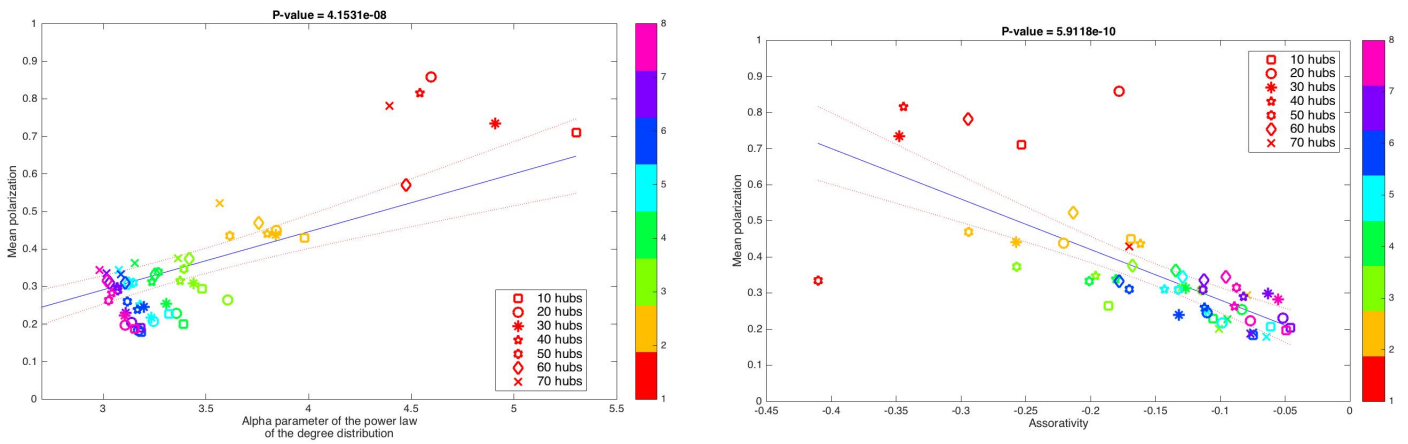 P-value = 4.1531e-08
1
0.9
0.8
0.7
0.6
0.5
0.4
0.3
0.2
0.1
0
Mean polarization
3
3.5
4
4.5
5
5.5
Alpha parameter of the power law
of the degree distribution
10 hubs
20 hubs
30 hubs
40 hubs
50 hubs
60 hubs
70 hubs
8
7
6
5
4
3
2
1
P-value = 5.9118e-10
1
0.9
0.8
0.7
0.6
0.5
0.4
0.3
0.2
0.1
0
Mean polarization
-0.45
-0.4
-0.35
-0.3
-0.25
-0.2
-0.15
-0.1
-0.05
0
Assorativity
10 hubs
20 hubs
30 hubs
40 hubs
50 hubs
60 hubs
70 hubs
8
7
6
5
4
3
2
1